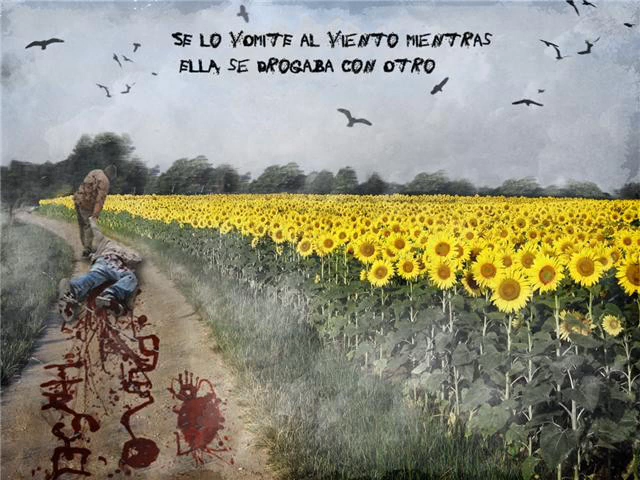 SE LO VOMITE AL VIENTO MIENTRAS
ELLA SE DROGABA CON OTRO